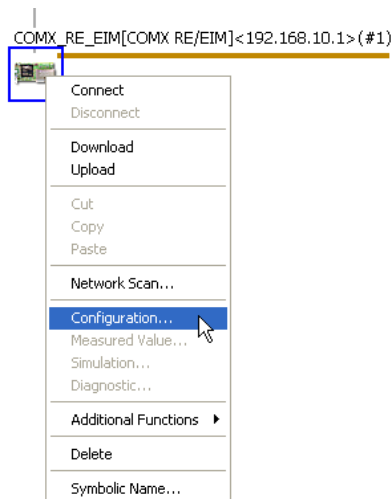 COMX_RE_EIM[COMX RE/EIM]<192.168.10.1>(#1)
Connect
Disconnect
Download
Upload
Cut
Copy
Paste
Network Scan...
Configuration...
Measured Value...
Simulation...
Diagnostic...
Additional Functions
Delete
Symbolic Name...